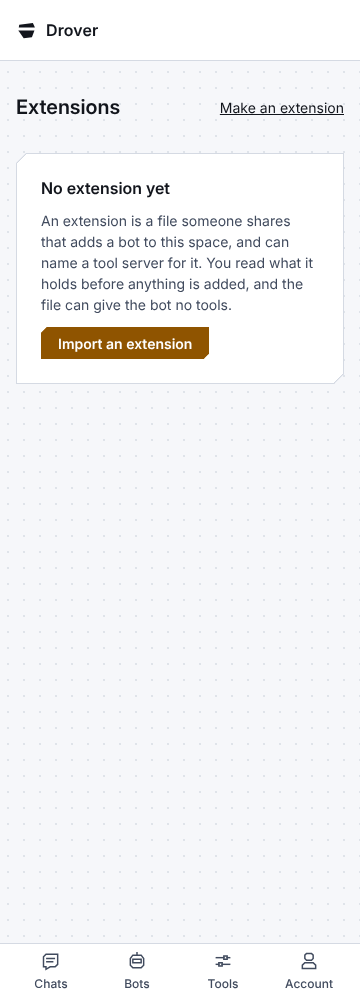 Drover
Extensions
Make an extension
No extension yet
An extension is a file someone shares
that adds a bot to this space, and can
name a tool server for it. You read what it
holds before anything is added, and the
file can give the bot no tools.
Import an extension
Chats
Bots
Tools
Account